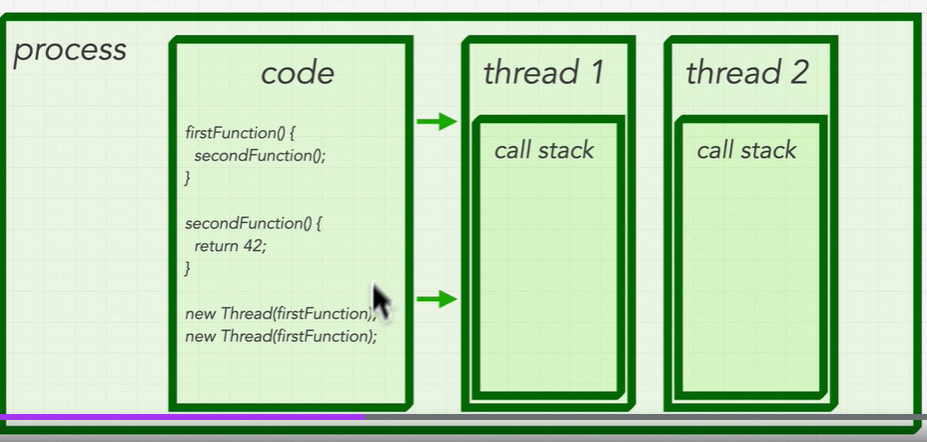 process
code
firstFunction() {
secondFunction();
}
secondFunction() {
return 42;
}
new Thread(firstFunction);
new Thread(firstFunction);
thread 1
call stack
thread 2
call stack